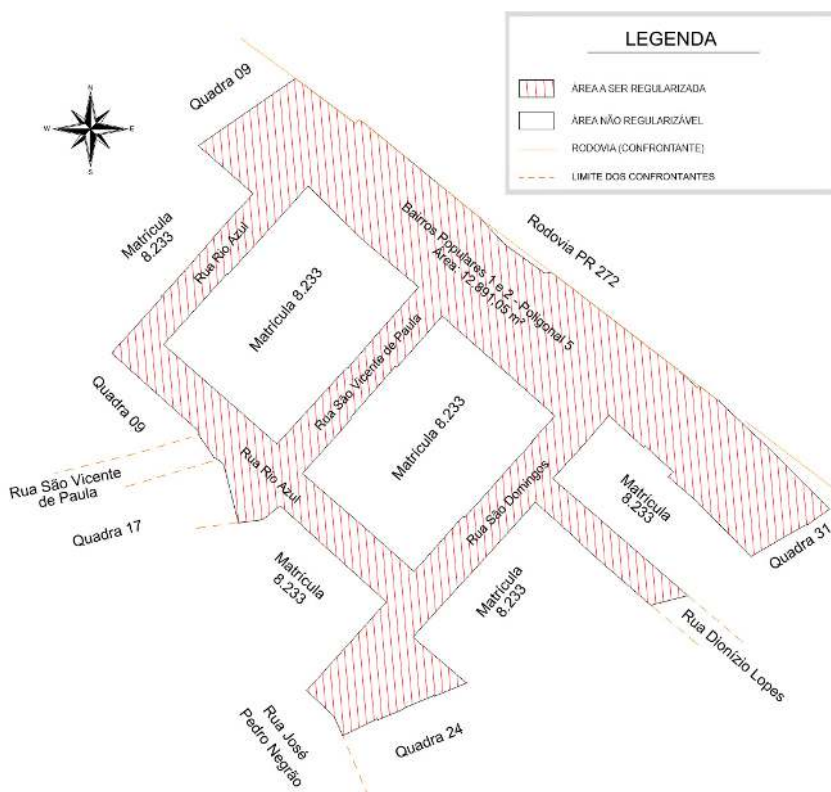 LEGENDA
ÁREA A SER REGULARIZADA
ÁREA NÃO REGULARIZÁVEL
RODOVIA (CONFRONTANTE)
LIMITE DOS CONFRONTANTES
Quadra 09
N
W
E
S
Matrícula
8.233
Rua Rio Azul
Bairros Populares 1 e 2 - Poligonal 5
Área: 12.891,05 m²
Rodovia PR 272
Matrícula 8.233
Rua São Vicente de Paula
Quadra 09
Matrícula 8.233
Rua Rio Azul
Rua São Vicente
de Paula
Quadra 17
Rua São Domingos
Matrícula
8.233
Quadra 31
Matrícula
8.233
Matrícula
8.233
Rua Dionízio Lopes
Rua José
Pedro Negrão
Quadra 24